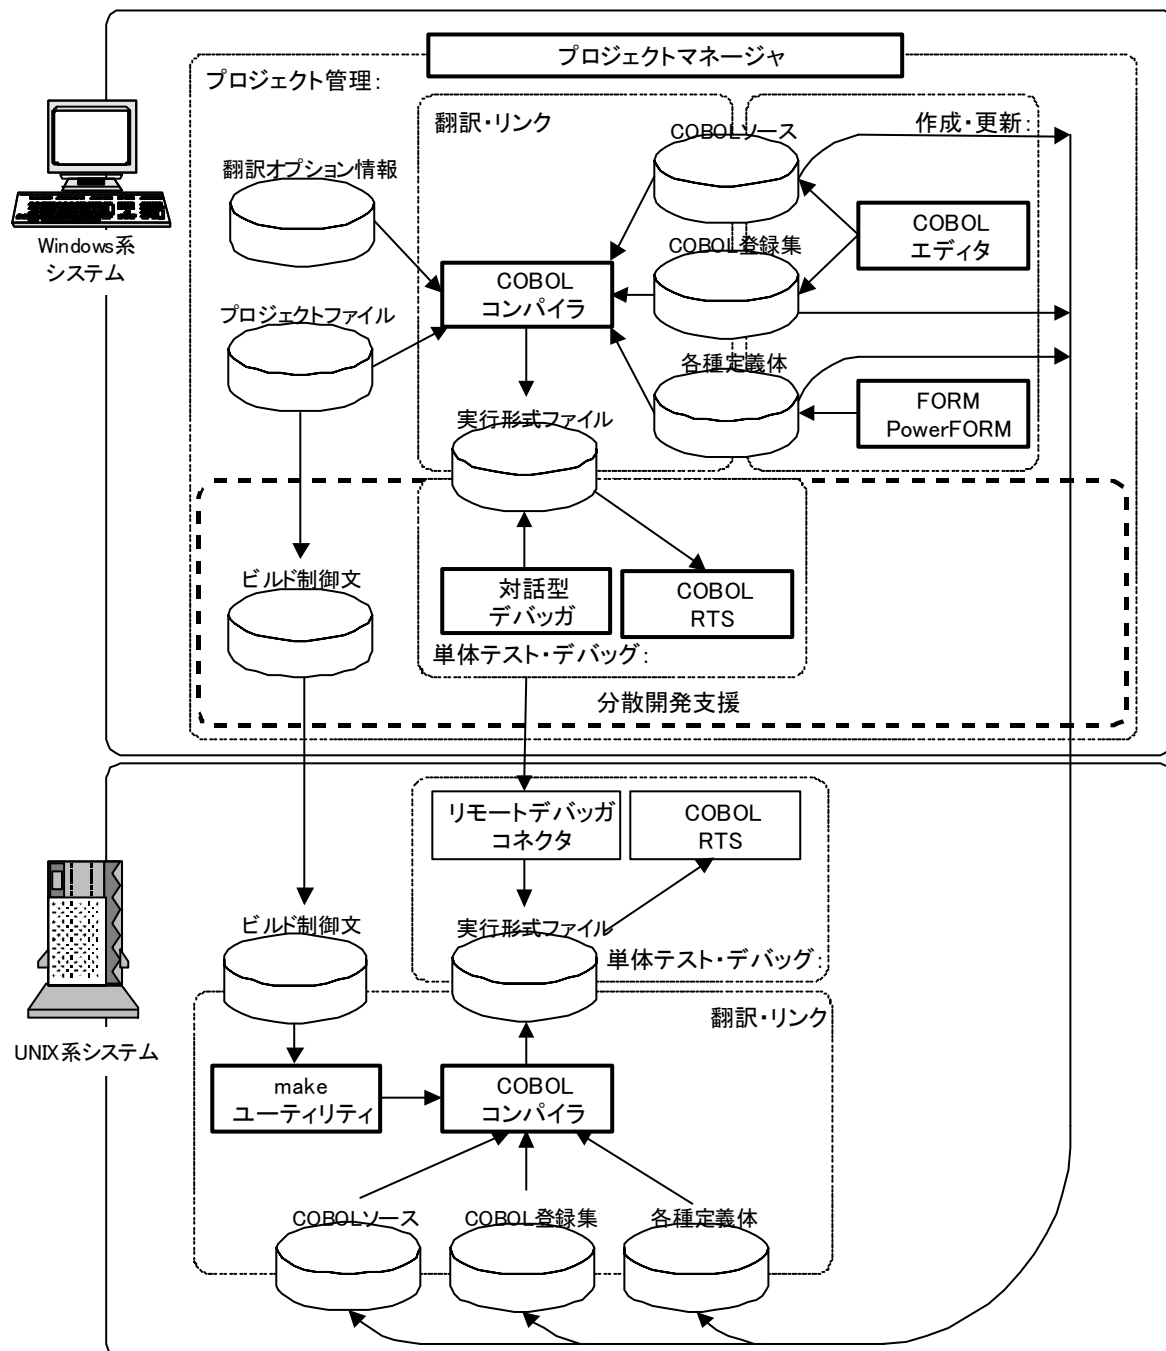 プロジェクトマネージャ
プロジェクト管理:
翻訳・リンク
COBOLソース
作成・更新:
翻訳オプション情報
COBOL
エディタ
Windows系
システム
COBOL登録集
COBOL
コンパイラ
プロジェクトファイル
各種定義体
FORM
PowerFORM
実行形式ファイル
ビルド制御文
対話型
デバッガ
COBOL
RTS
単体テスト・デバッグ:
分散開発支援
リモートデバッガ
コネクタ
COBOL
RTS
ビルド制御文
実行形式ファイル
単体テスト・デバッグ:
翻訳・リンク
UNIX系システム
make
ユーティリティ
COBOL
コンパイラ
COBOLソース
COBOL登録集
各種定義体